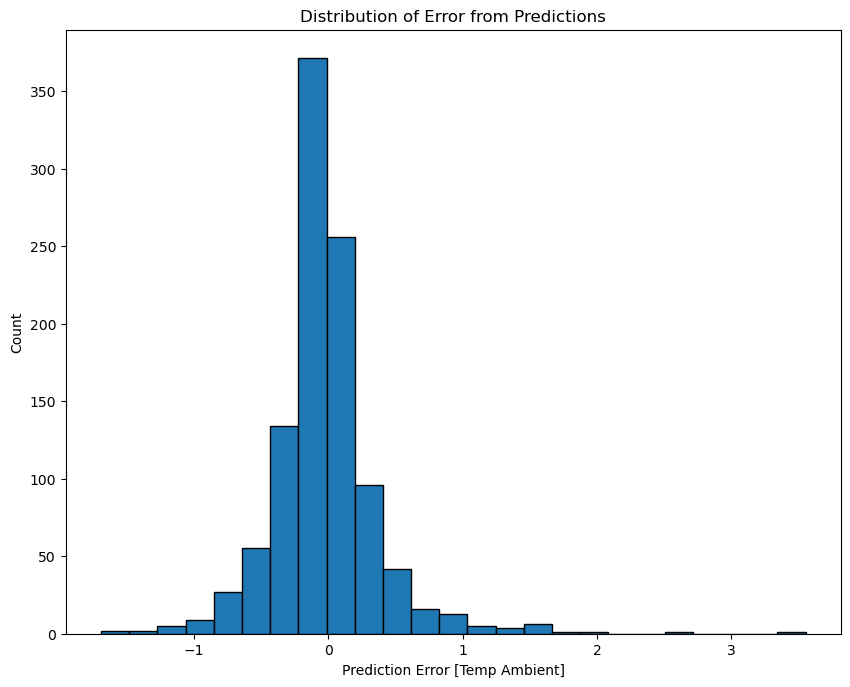 Distribution of Error from Predictions
350
300
250
200
150
100
50
0
Count
−1 0 1 2 3
Prediction Error [Temp Ambient]